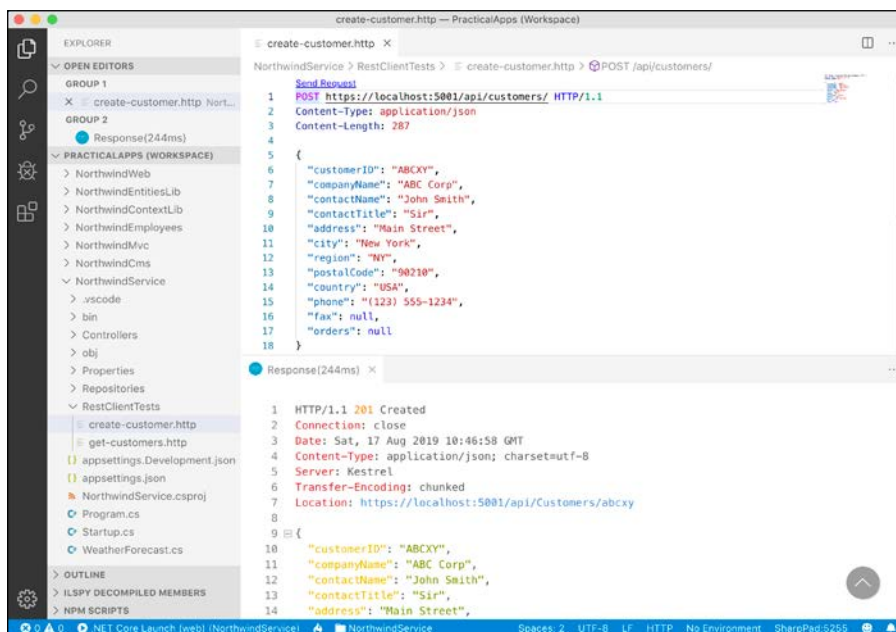 create-customer.http — PracticalApps (Workspace)
EXPLORER
OPEN EDITORS
GROUP 1
create-customer.http Nort...
GROUP 2
Response(244ms)
PRACTICALAPPS (WORKSPACE)
NorthwindWeb
NorthwindEntitiesLib
NorthwindContextLib
NorthwindEmployees
NorthwindMvc
NorthwindCms
NorthwindService
.vscode
bin
Controllers
obj
Properties
Repositories
RestClientTests
create-customer.http
get-customers.http
appsettings.Development.json
appsettings.json
NorthwindService.csproj
Program.cs
Startup.cs
WeatherForecast.cs
OUTLINE
ILSPY DECOMPILED MEMBERS
NPM SCRIPTS
create-customer.http
NorthwindService > RestClientTests > create-customer.http > POST /api/customers/
Send Request
1 POST https://localhost:5001/api/customers/ HTTP/1.1
2 Content-Type: application/json
3 Content-Length: 287
4
5 {
6 "customerID": "ABCXY",
7 "companyName": "ABC Corp",
8 "contactName": "John Smith",
9 "contactTitle": "Sir",
10 "address": "Main Street",
11 "city": "New York",
12 "region": "NY",
13 "postalCode": "90210",
14 "country": "USA",
15 "phone": "(123) 555-1234",
16 "fax": null,
17 "orders": null
18 }
Response(244ms)
1 HTTP/1.1 201 Created
2 Connection: close
3 Date: Sat, 17 Aug 2019 10:46:58 GMT
4 Content-Type: application/json; charset=utf-8
5 Server: Kestrel
6 Transfer-Encoding: chunked
7 Location: https://localhost:5001/api/Customers/abcxy
8
9 {
10 "customerID": "ABCXY",
11 "companyName": "ABC Corp",
12 "contactName": "John Smith",
13 "contactTitle": "Sir",
14 "address": "Main Street",
0 0 .NET Core Launch (web) (NorthwindService) NorthwindService Spaces: 2 UTF-8 LF HTTP No Environment SharpPad:5255